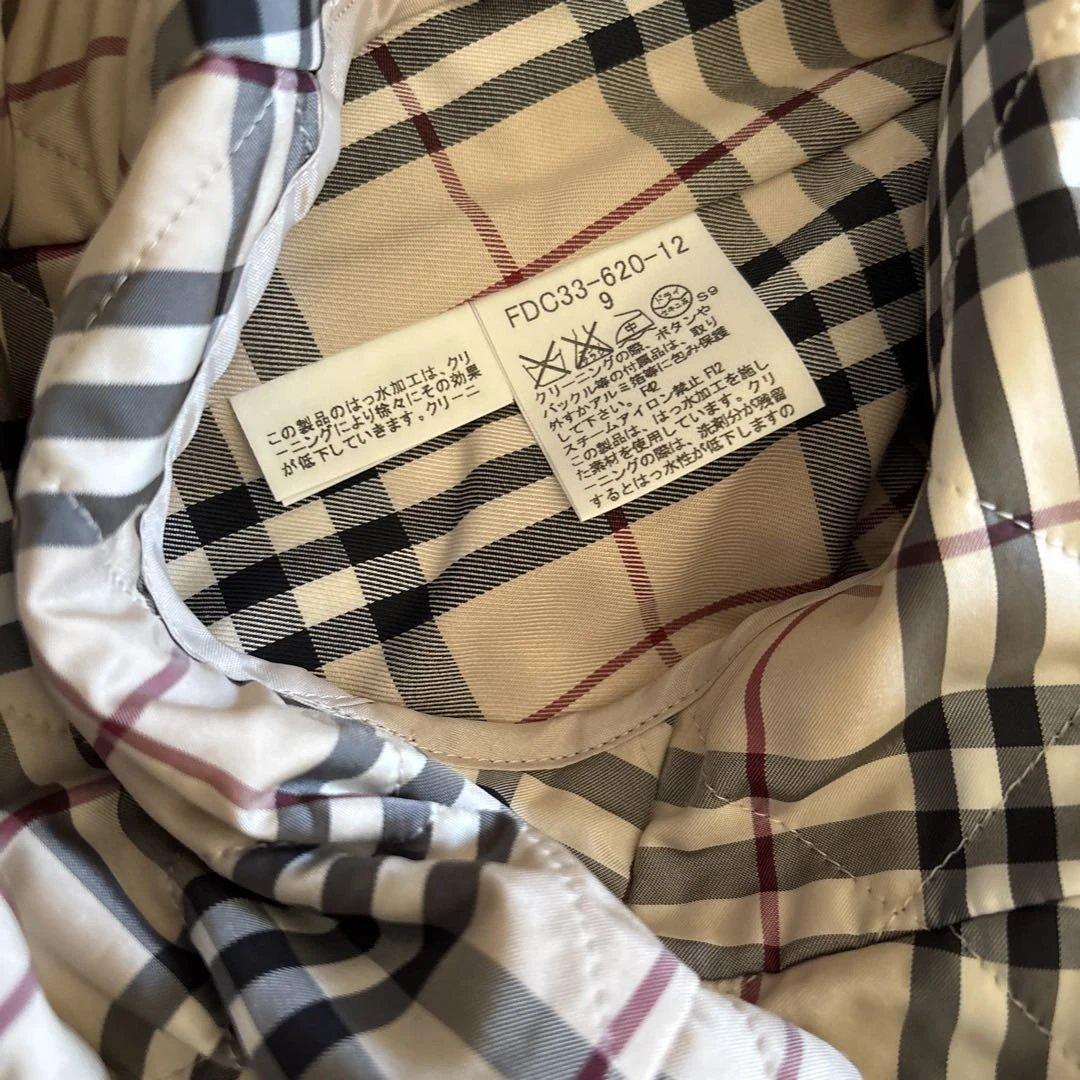 この製品のはっ水加工は、クリ
ーニングにより徐々にその効果
が低下していきます。クリーニ
FDC33-620-12
9
中
ドライ
S9
クリーニングの際、ボタンや
バックル等の付属品は、取り
外すかアルミ箔等に包み保護
して下さい。F42
スチームアイロン禁止 FI2
この製品は、はっ水加工を施し
た素材を使用しています。クリ
ーニングの際は、洗剤分が残留
するとはっ水性が低下しますの